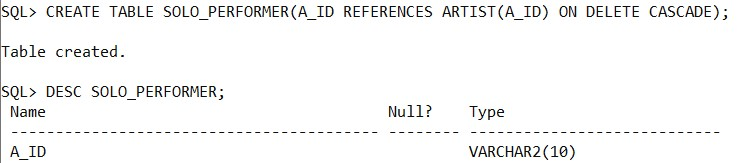 SQL> CREATE TABLE SOLO_PERFORMER(A_ID REFERENCES ARTIST(A_ID) ON DELETE CASCADE);
Table created.
SQL> DESC SOLO_PERFORMER;
Name Null? Type
----------------------------------------- -------- ----------------------------
A_ID VARCHAR2(10)